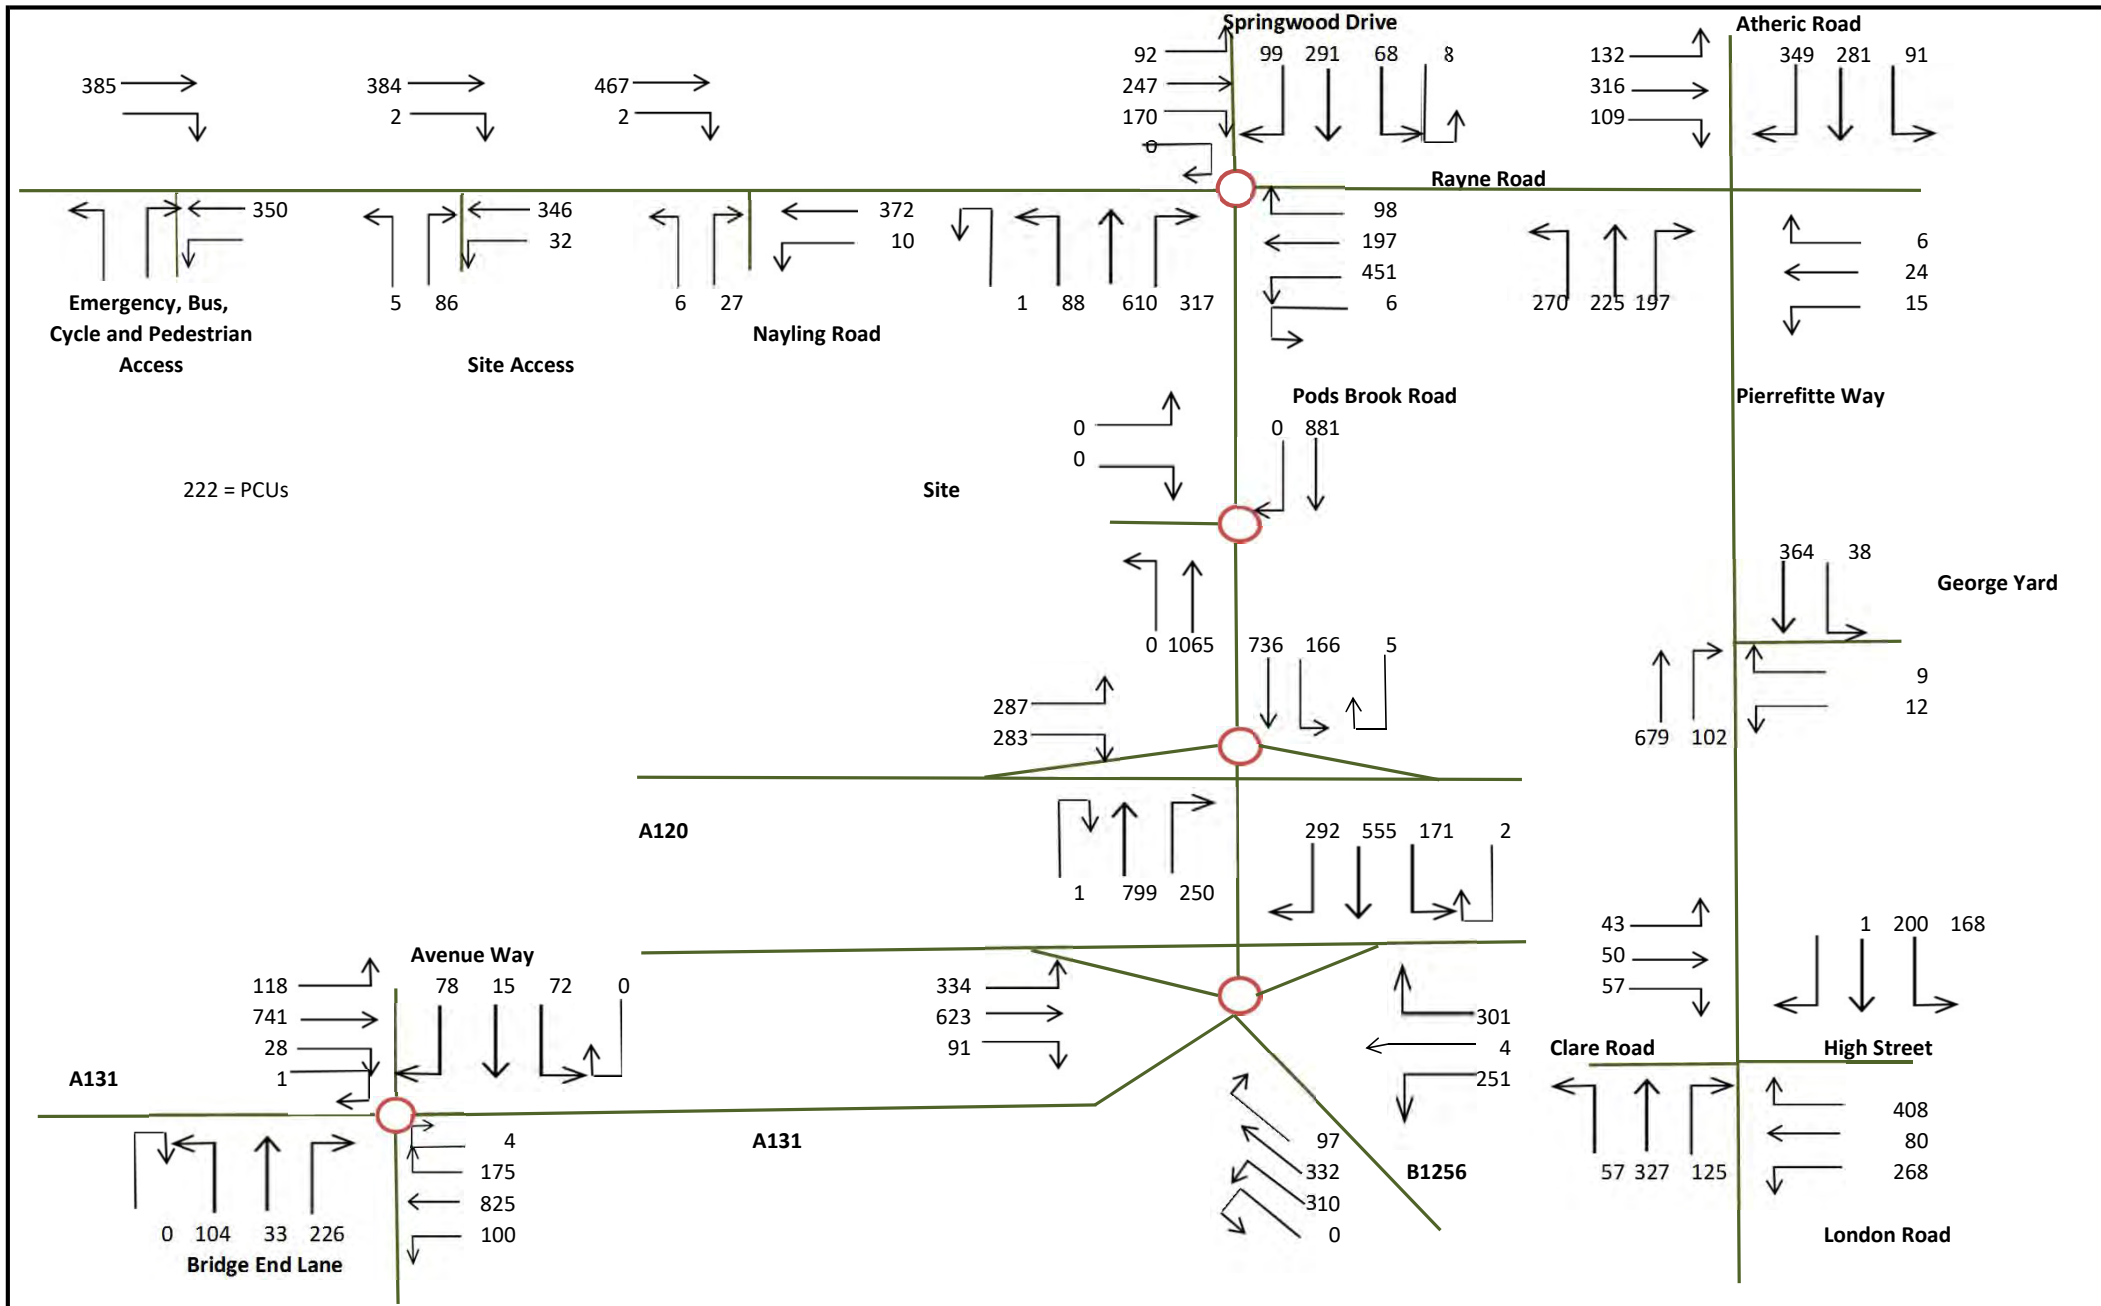 Springwood Drive
Atheric Road
92 99 291 68 8 132 349 281 91
385 384 467 247 316
2 2 170 109
0
Rayne Road
350 346 372 98 6
32 10 197 24
451 15
5 86 6 27 1 88 610 317 6 270 225 197
Emergency, Bus,
Cycle and Pedestrian
Access
Nayling Road
Site Access
Pods Brook Road
Pierrefitte Way
0 0 881
0
222 = PCUs
Site
364 38
George Yard
0 1065 736 166 5
9
287 12
283 679 102
A120
292 555 171 2
1 799 250
43 1 200 168
Avenue Way
118 78 15 72 0 334 50
741 623 301 57
28 91 4
Clare Road
High Street
1 251
A131
408
4 A131 97 80
175 332 B1256 57 327 125 268
825 310
0 104 33 226 100 0
London Road
Bridge End Lane